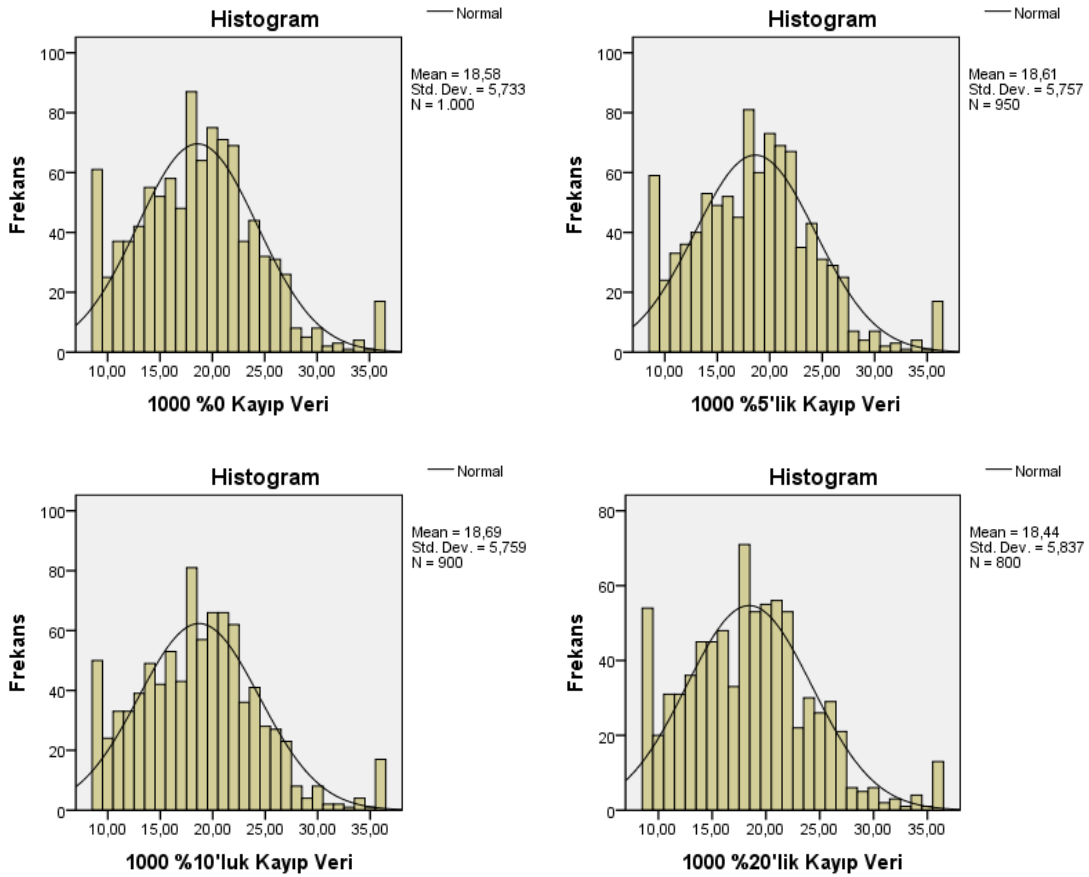 Histogram
Normal
Mean = 18,58
Std. Dev. = 5,733
N = 1.000
Frekans
100
80
60
40
20
0
10,00 15,00 20,00 25,00 30,00 35,00
1000 %0 Kayıp Veri
Histogram
Normal
Mean = 18,61
Std. Dev. = 5,757
N = 950
Frekans
100
80
60
40
20
0
10,00 15,00 20,00 25,00 30,00 35,00
1000 %5'lik Kayıp Veri
Histogram
Normal
Mean = 18,69
Std. Dev. = 5,759
N = 900
Frekans
100
80
60
40
20
0
10,00 15,00 20,00 25,00 30,00 35,00
1000 %10'luk Kayıp Veri
Histogram
Normal
Mean = 18,44
Std. Dev. = 5,837
N = 800
Frekans
80
60
40
20
0
10,00 15,00 20,00 25,00 30,00 35,00
1000 %20'lik Kayıp Veri